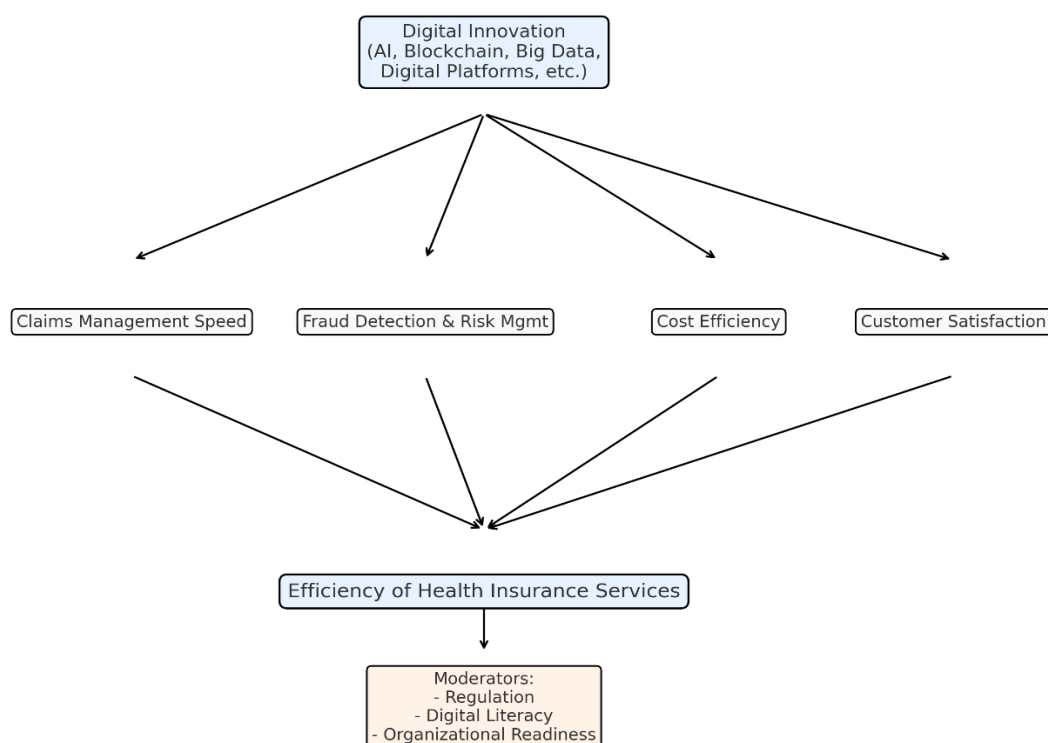 Digital Innovation
(AI, Blockchain, Big Data,
Digital Platforms, etc.)
Claims Management Speed
Fraud Detection & Risk Mgmt
Cost Efficiency
Customer Satisfaction
Efficiency of Health Insurance Services
Moderators:
- Regulation
- Digital Literacy
- Organizational Readiness